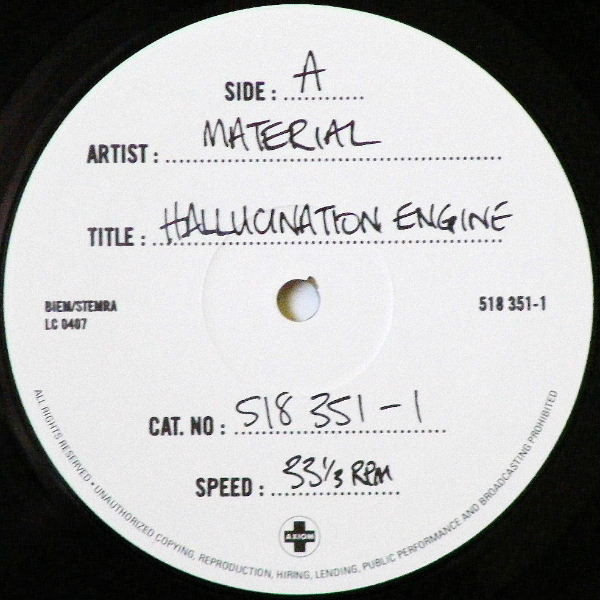 SIDE : A
ARTIST : MATERIAL
TITLE : HALLUCINATION ENGINE
BIEM/STEMRA
LC 0407
518 351-1
CAT. NO : 518 351-1
SPEED : 33⅓ RPM
AXIOM
ALL RIGHTS RESERVED • UNAUTHORIZED COPYING, REPRODUCTION, HIRING, LENDING, PUBLIC PERFORMANCE AND BROADCASTING PROHIBITED